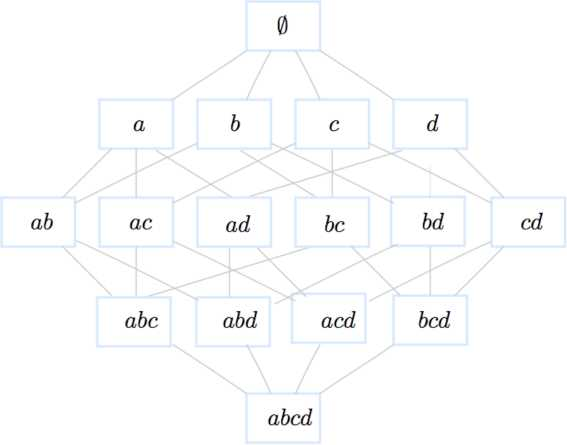 ∅
a b c d
ab ac ad bc bd cd
abc abd acd bcd
abcd